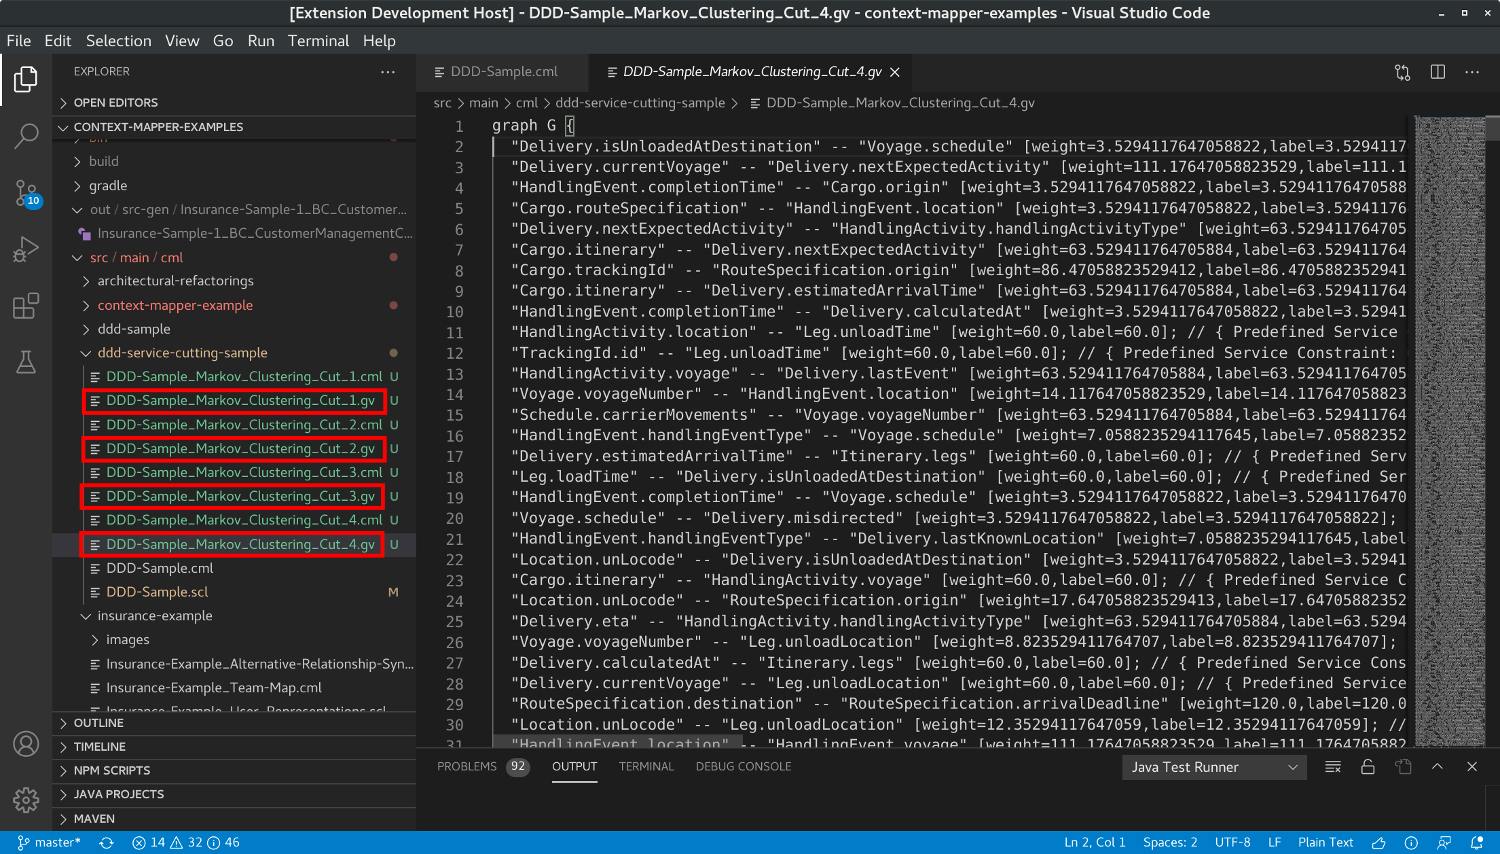 [Extension Development Host] - DDD-Sample_Markov_Clustering_Cut_4.gv - context-mapper-examples - Visual Studio Code
File Edit Selection View Go Run Terminal Help
EXPLORER
OPEN EDITORS
CONTEXT-MAPPER-EXAMPLES
bin
build
gradle
out / src-gen / Insurance-Sample-1_BC_Customer...
Insurance-Sample-1_BC_CustomerManagementC...
src / main / cml
architectural-refactorings
context-mapper-example
ddd-sample
ddd-service-cutting-sample
DDD-Sample_Markov_Clustering_Cut_1.cml U
DDD-Sample_Markov_Clustering_Cut_1.gv U
DDD-Sample_Markov_Clustering_Cut_2.cml U
DDD-Sample_Markov_Clustering_Cut_2.gv U
DDD-Sample_Markov_Clustering_Cut_3.cml U
DDD-Sample_Markov_Clustering_Cut_3.gv U
DDD-Sample_Markov_Clustering_Cut_4.cml U
DDD-Sample_Markov_Clustering_Cut_4.gv U
DDD-Sample.cml
DDD-Sample.scl M
insurance-example
images
Insurance-Example_Alternative-Relationship-Syn...
Insurance-Example_Team-Map.cml
Insurance-Example_User_Representations.scl
OUTLINE
TIMELINE
NPM SCRIPTS
JAVA PROJECTS
MAVEN
10
DDD-Sample.cml DDD-Sample_Markov_Clustering_Cut_4.gv
src > main > cml > ddd-service-cutting-sample > DDD-Sample_Markov_Clustering_Cut_4.gv
1 graph G {
2 "Delivery.isUnloadedAtDestination" -- "Voyage.schedule" [weight=3.5294117647058822,label=3.5294117
3 "Delivery.currentVoyage" -- "Delivery.nextExpectedActivity" [weight=111.17647058823529,label=111.1
4 "HandlingEvent.completionTime" -- "Cargo.origin" [weight=3.5294117647058822,label=3.52941176470588
5 "Cargo.routeSpecification" -- "HandlingEvent.location" [weight=3.5294117647058822,label=3.52941176
6 "Delivery.nextExpectedActivity" -- "HandlingActivity.handlingActivityType" [weight=63.529411764705
7 "Cargo.itinerary" -- "Delivery.nextExpectedActivity" [weight=63.529411764705884,label=63.529411764
8 "Cargo.trackingId" -- "RouteSpecification.origin" [weight=86.47058823529412,label=86.4705882352941
9 "Cargo.itinerary" -- "Delivery.estimatedArrivalTime" [weight=63.529411764705884,label=63.529411764
10 "HandlingEvent.completionTime" -- "Delivery.calculatedAt" [weight=3.5294117647058822,label=3.52941
11 "HandlingActivity.location" -- "Leg.unloadTime" [weight=60.0,label=60.0]; // { Predefined Service
12 "TrackingId.id" -- "Leg.unloadTime" [weight=60.0,label=60.0]; // { Predefined Service Constraint:
13 "HandlingActivity.voyage" -- "Delivery.lastEvent" [weight=63.529411764705884,label=63.529411764705
14 "Voyage.voyageNumber" -- "HandlingEvent.location" [weight=14.117647058823529,label=14.117647058823
15 "Schedule.carrierMovements" -- "Voyage.voyageNumber" [weight=63.529411764705884,label=63.529411764
16 "HandlingEvent.handlingEventType" -- "Voyage.schedule" [weight=7.0588235294117645,label=7.05882352
17 "Delivery.estimatedArrivalTime" -- "Itinerary.legs" [weight=60.0,label=60.0]; // { Predefined Serv
18 "Leg.loadTime" -- "Delivery.isUnloadedAtDestination" [weight=60.0,label=60.0]; // { Predefined Ser
19 "HandlingEvent.completionTime" -- "Voyage.schedule" [weight=3.5294117647058822,label=3.52941176470
20 "Voyage.schedule" -- "Delivery.misdirected" [weight=3.5294117647058822,label=3.5294117647058822];
21 "HandlingEvent.handlingEventType" -- "Delivery.lastKnownLocation" [weight=7.0588235294117645,label
22 "Location.unLocode" -- "Delivery.isUnloadedAtDestination" [weight=3.5294117647058822,label=3.52941
23 "Cargo.itinerary" -- "HandlingActivity.voyage" [weight=60.0,label=60.0]; // { Predefined Service C
24 "Location.unLocode" -- "RouteSpecification.origin" [weight=17.647058823529413,label=17.64705882352
25 "Delivery.eta" -- "HandlingActivity.handlingActivityType" [weight=63.529411764705884,label=63.5294
26 "Voyage.voyageNumber" -- "Leg.unloadLocation" [weight=8.823529411764707,label=8.823529411764707];
27 "Delivery.calculatedAt" -- "Itinerary.legs" [weight=60.0,label=60.0]; // { Predefined Service Cons
28 "Delivery.currentVoyage" -- "Leg.unloadLocation" [weight=60.0,label=60.0]; // { Predefined Service
29 "RouteSpecification.destination" -- "RouteSpecification.arrivalDeadline" [weight=120.0,label=120.0
30 "Location.unLocode" -- "Leg.unloadLocation" [weight=12.35294117647059,label=12.35294117647059]; //
31 "HandlingEvent.location" -- "HandlingEvent.voyage" [weight=111.17647058823529,label=111.1764705882
PROBLEMS 92 OUTPUT TERMINAL DEBUG CONSOLE Java Test Runner
master* 14 32 46 Ln 2, Col 1 Spaces: 2 UTF-8 LF Plain Text